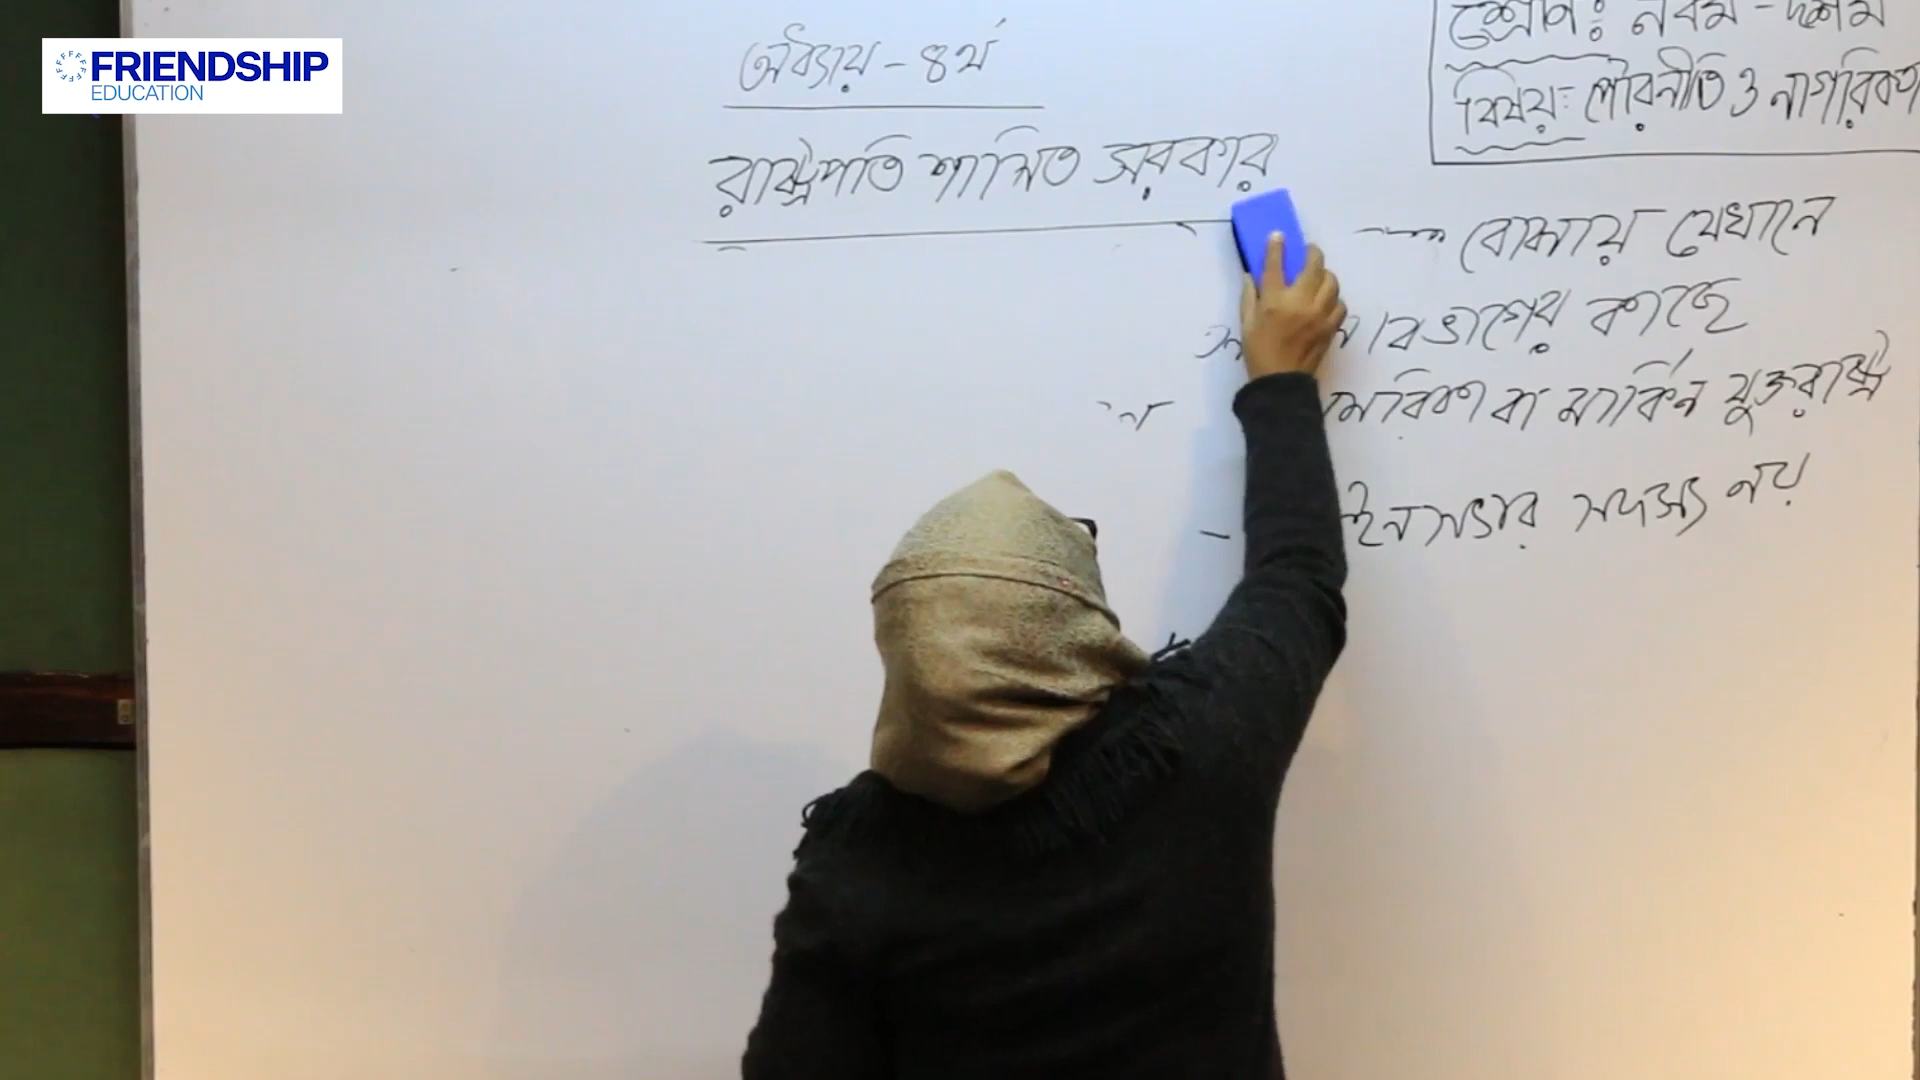 FRIENDSHIP
EDUCATION
অধ্যায় - ৪র্থ
শ্রেণি: নবম - দশম
বিষয়: পৌরনীতি ও নাগরিকতা
রাষ্ট্রপতি শাসিত সরকার
বোঝায় যেখানে
বিভাগের কাছে
বা মার্কিন যুক্তরাষ্ট্র
সদস্য নয়